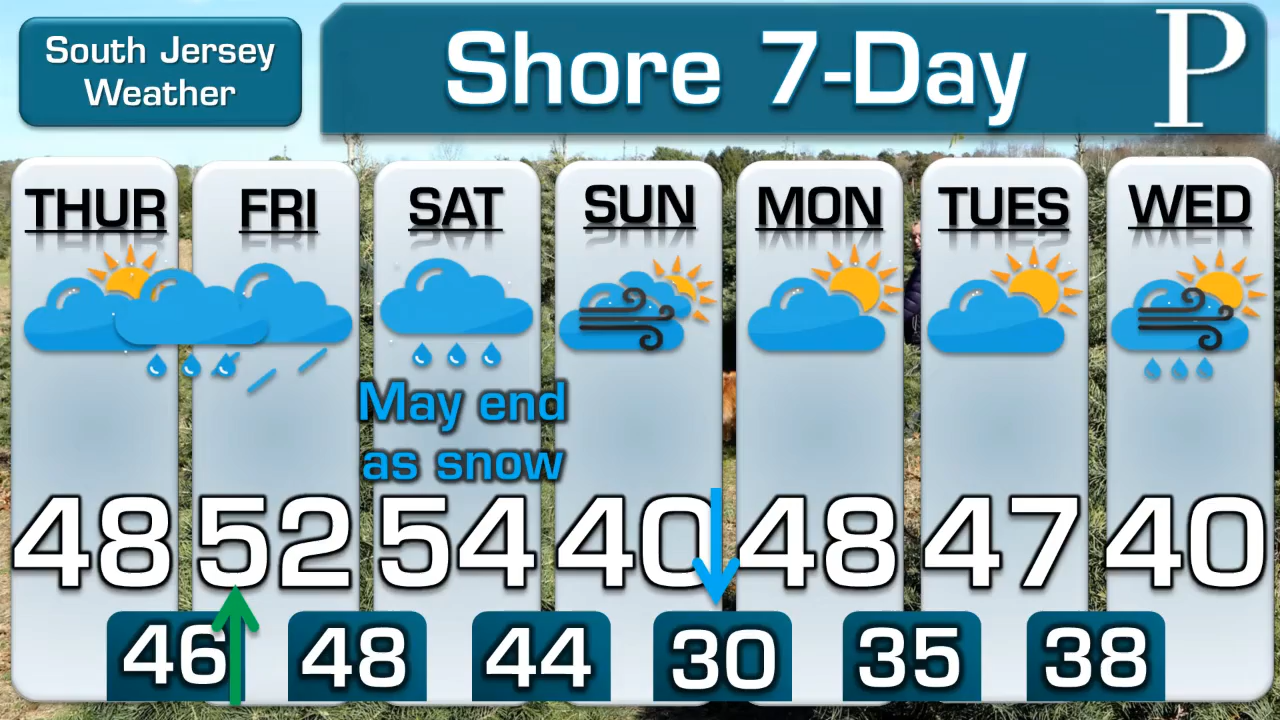 South Jersey
Weather
Shore 7-Day
P
THUR FRI SAT SUN MON TUES WED
May end
as snow
48 52 54 40 48 47 40
46 48 44 30 35 38